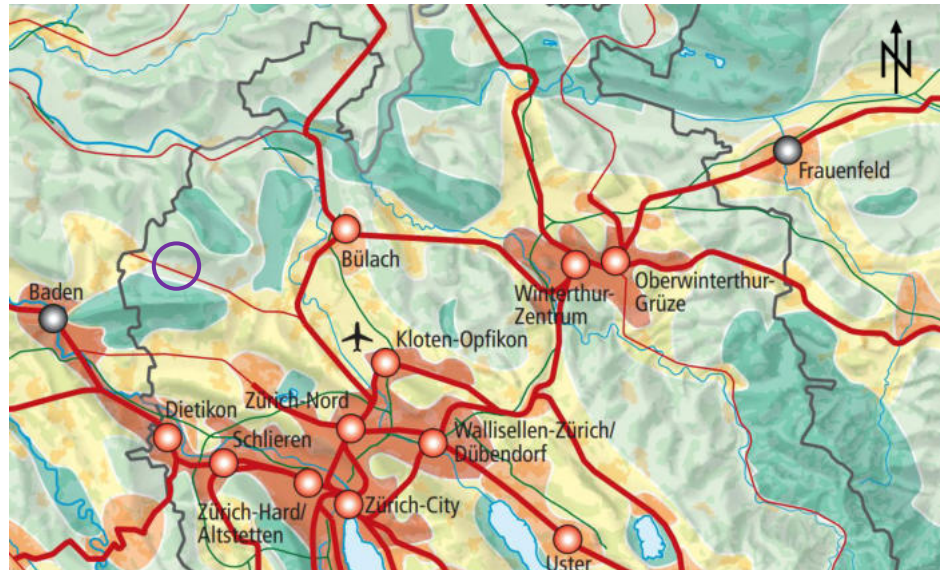 N
Frauenfeld
Bülach
Oberwinterthur-
Grüze
Winterthur-
Zentrum
Baden
Kloten-Opfikon
Zürich-Nord
Dietikon
Schlieren
Wallisellen-Zürich/
Dübendorf
Zürich-Hard/
Altstetten
Zürich-City
Uster